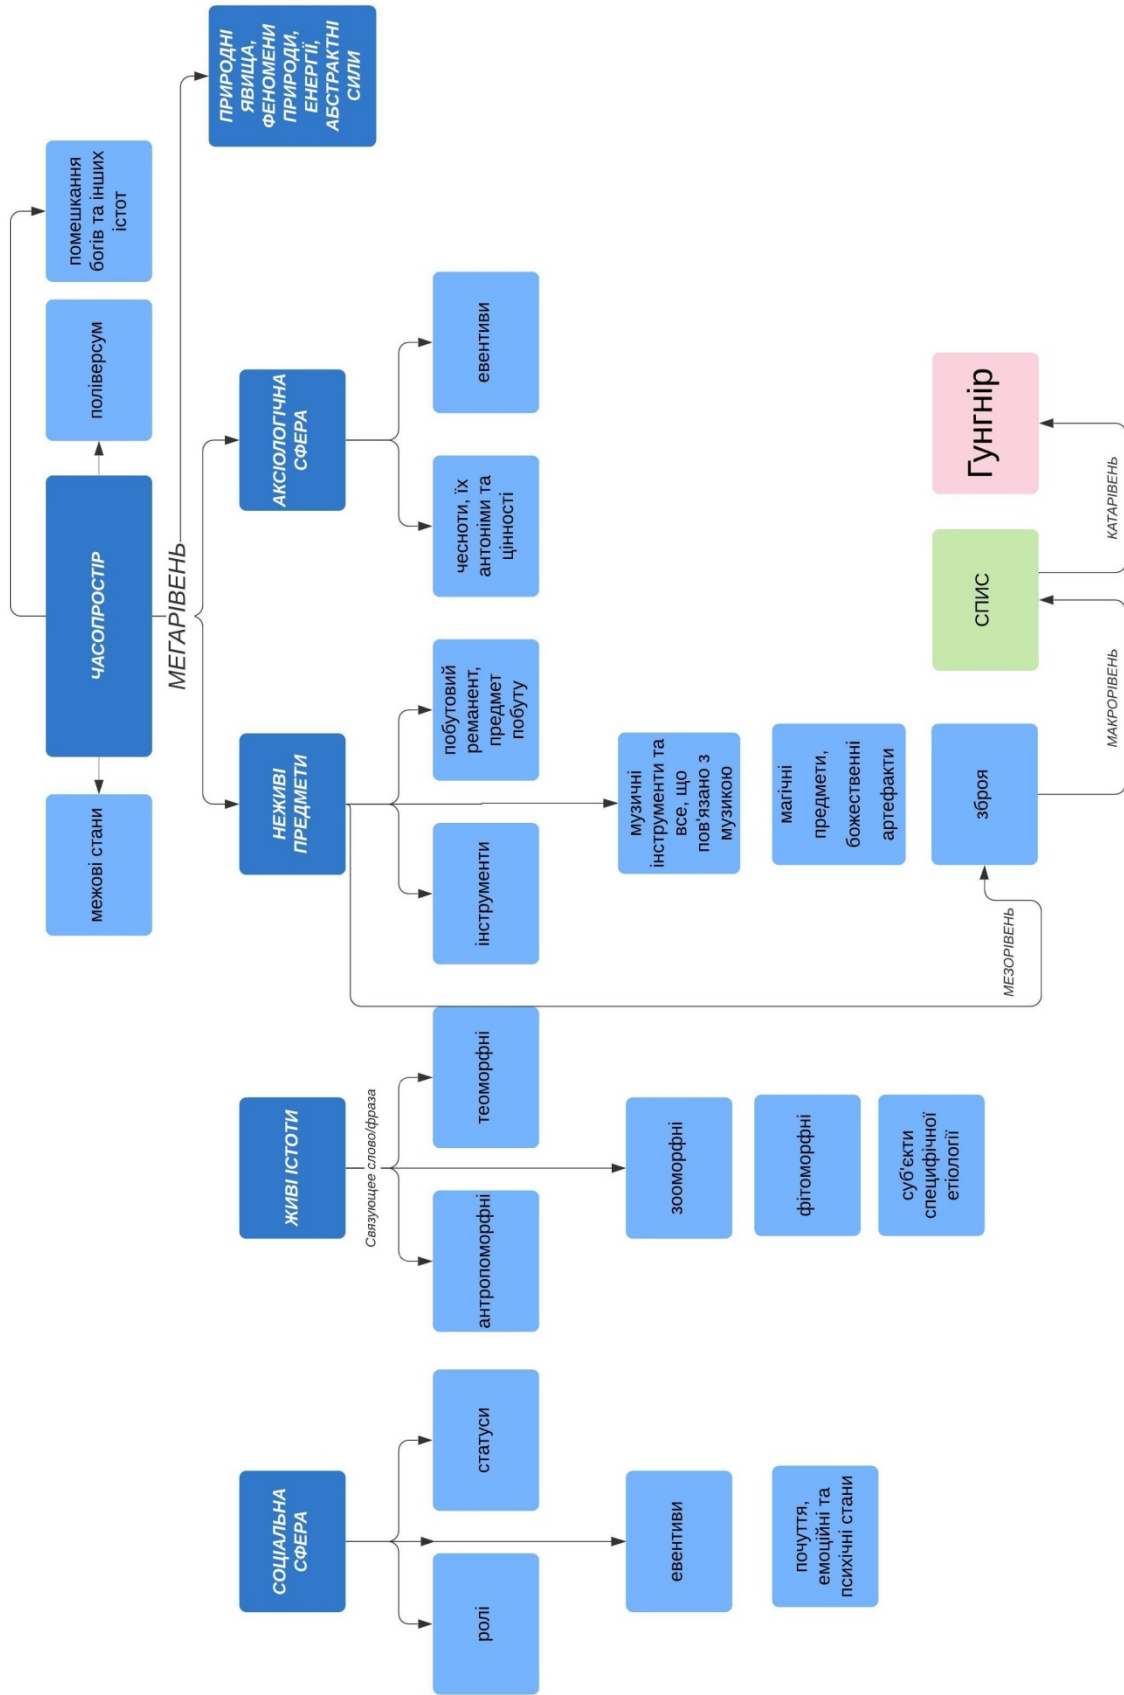 ЧАСОПРОСТІР
межові стани
поліверсум
помешкання
богів та інших
істот
МЕГАРІВЕНЬ
СОЦІАЛЬНА
СФЕРА
ЖИВІ ІСТОТИ
НЕЖИВІ
ПРЕДМЕТИ
АКСІОЛОГІЧНА
СФЕРА
ПРИРОДНІ
ЯВИЩА,
ФЕНОМЕНИ
ПРИРОДИ,
ЕНЕРГІЇ,
АБСТРАКТНІ
СИЛИ
Связующее слово/фраза
ролі
статуси
антропоморфні
теоморфні
інструменти
побутовий
реманент,
предмет
побуту
чесноти, їх
антоніми та
цінності
евентиви
евентиви
зооморфні
музичні
інструменти та
все, що
пов'язано з
музикою
почуття,
емоційні та
психічні стани
фітоморфні
магічні
предмети,
божественні
артефакти
суб'єкти
специфічної
етіології
МЕЗОРІВЕНЬ
зброя
СПИС
Гунгнір
МАКРОРІВЕНЬ
КАТАРІВЕНЬ